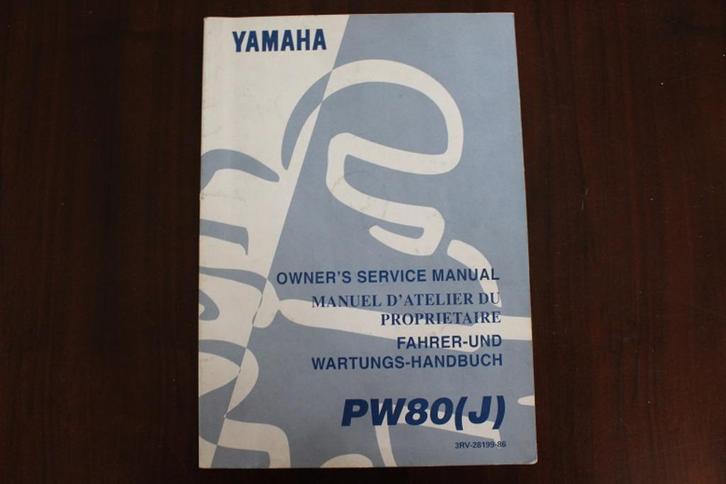 YAMAHA
OWNER'S SERVICE MANUAL
MANUEL D'ATELIER DU
PROPRIETAIRE
FAHRER-UND
WARTUNGS-HANDBUCH
PW80(J)
3RV-28199-86